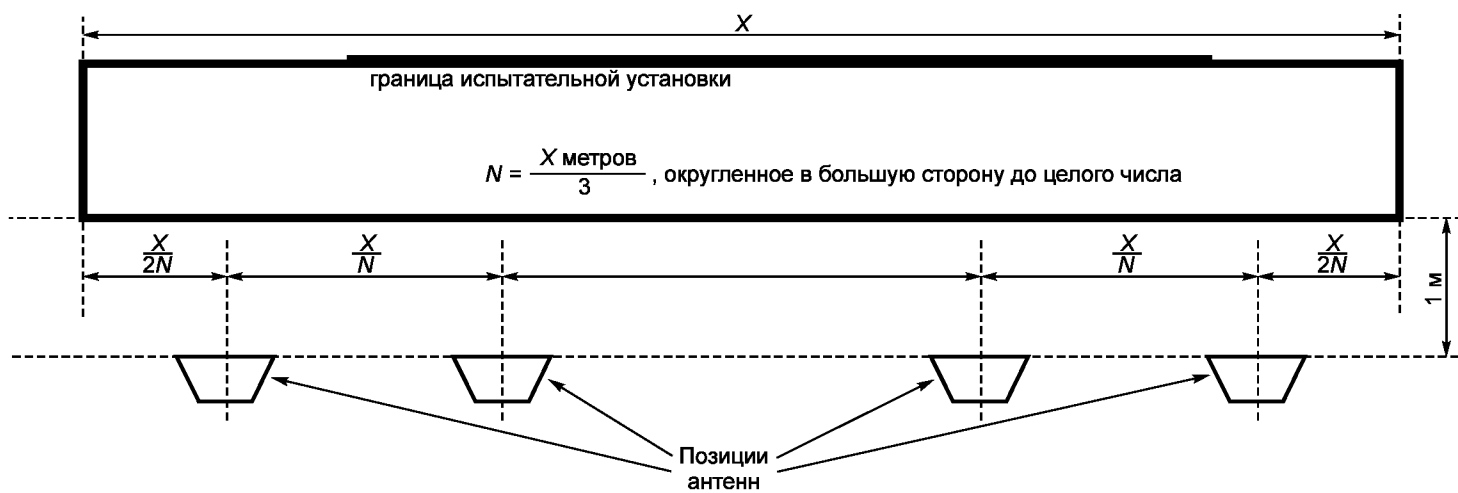 X
граница испытательной установки
N = X метров / 3 , округленное в большую сторону до целого числа
X/2N X/N X/N X/2N
1 м
Позиции
антенн